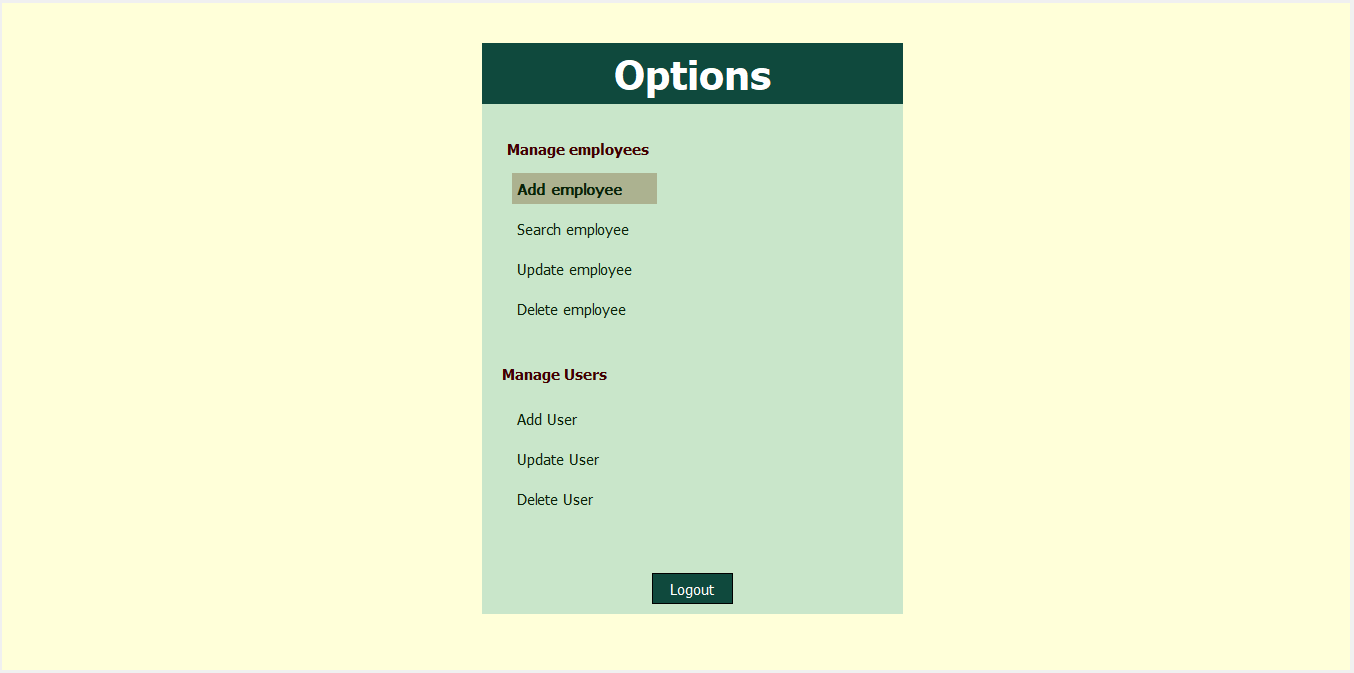 Options
Manage employees
Add employee
Search employee
Update employee
Delete employee
Manage Users
Add User
Update User
Delete User
Logout